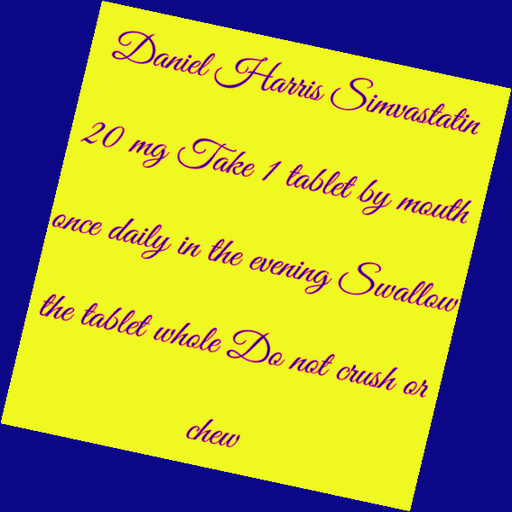 Daniel Harris Simvastatin
20 mg Take 1 tablet by mouth
once daily in the evening Swallow
the tablet whole Do not crush or
chew